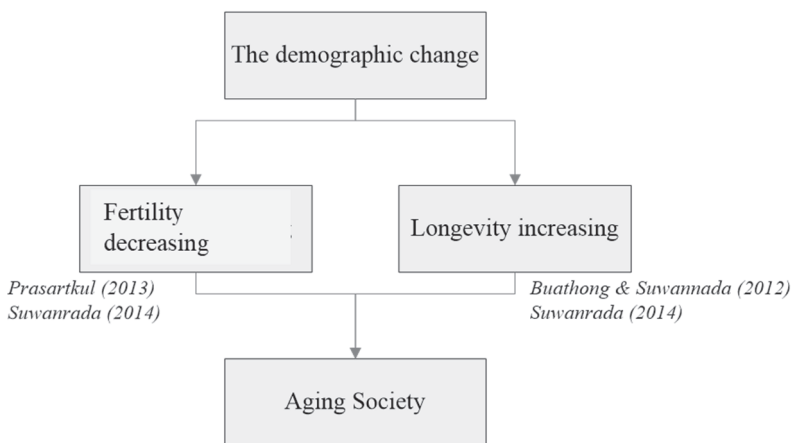 The demographic change
Fertility
decreasing
Longevity increasing
Prasartkul (2013)
Suwanrada (2014)
Buathong & Suwannada (2012)
Suwanrada (2014)
Aging Society